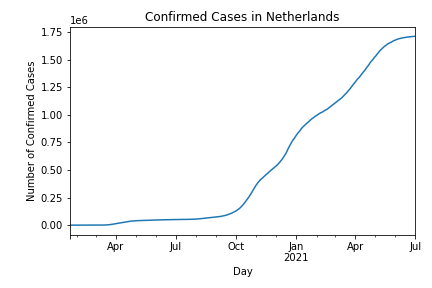 Confirmed Cases in Netherlands
1e6
1.75
1.50
1.25
1.00
0.75
0.50
0.25
0.00
Number of Confirmed Cases
Apr Jul Oct Jan Apr Jul
2021
Day